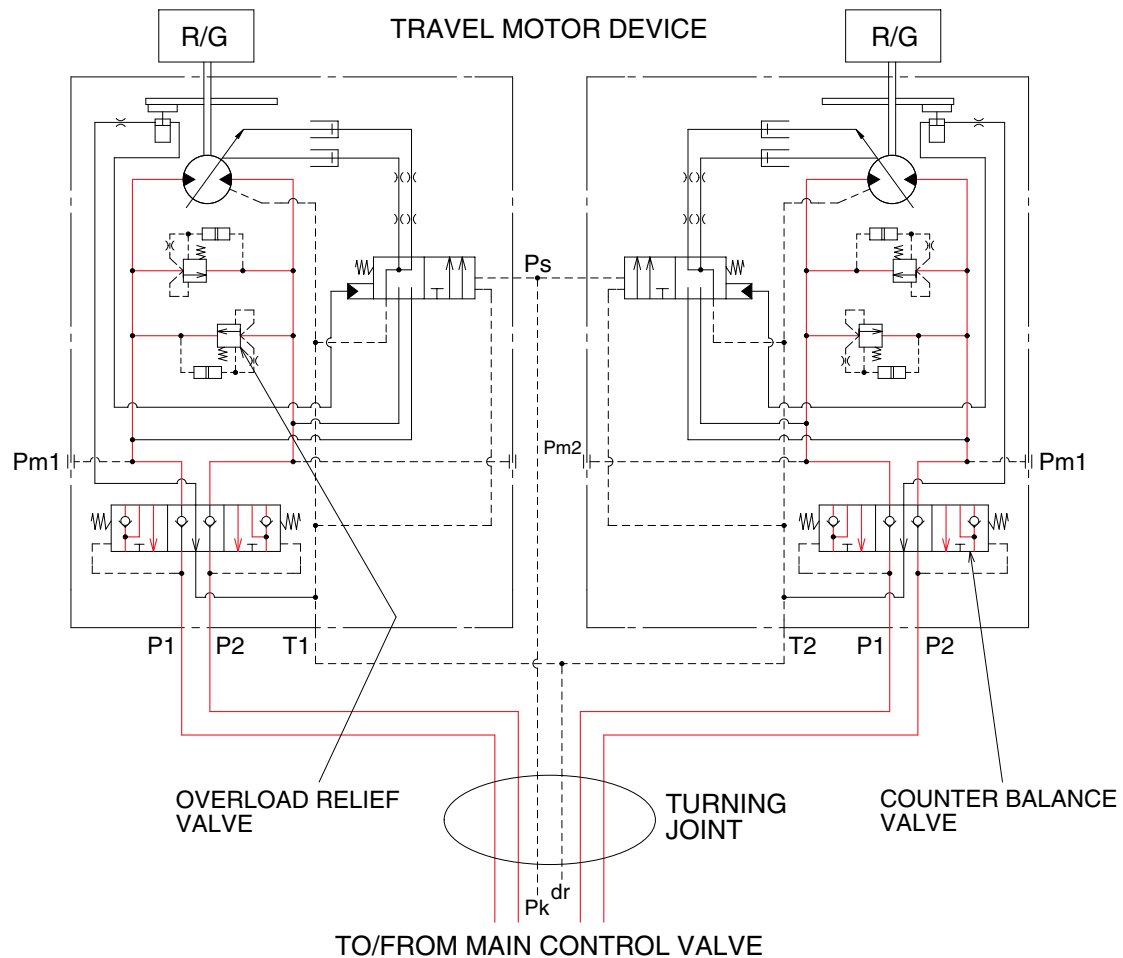 TRAVEL MOTOR DEVICE
R/G
R/G
Ps
Pm1
Pm2
Pm1
P1
P2
T1
T2
P1
P2
OVERLOAD RELIEF
VALVE
TURNING
JOINT
COUNTER BALANCE
VALVE
Pk
dr
TO/FROM MAIN CONTROL VALVE